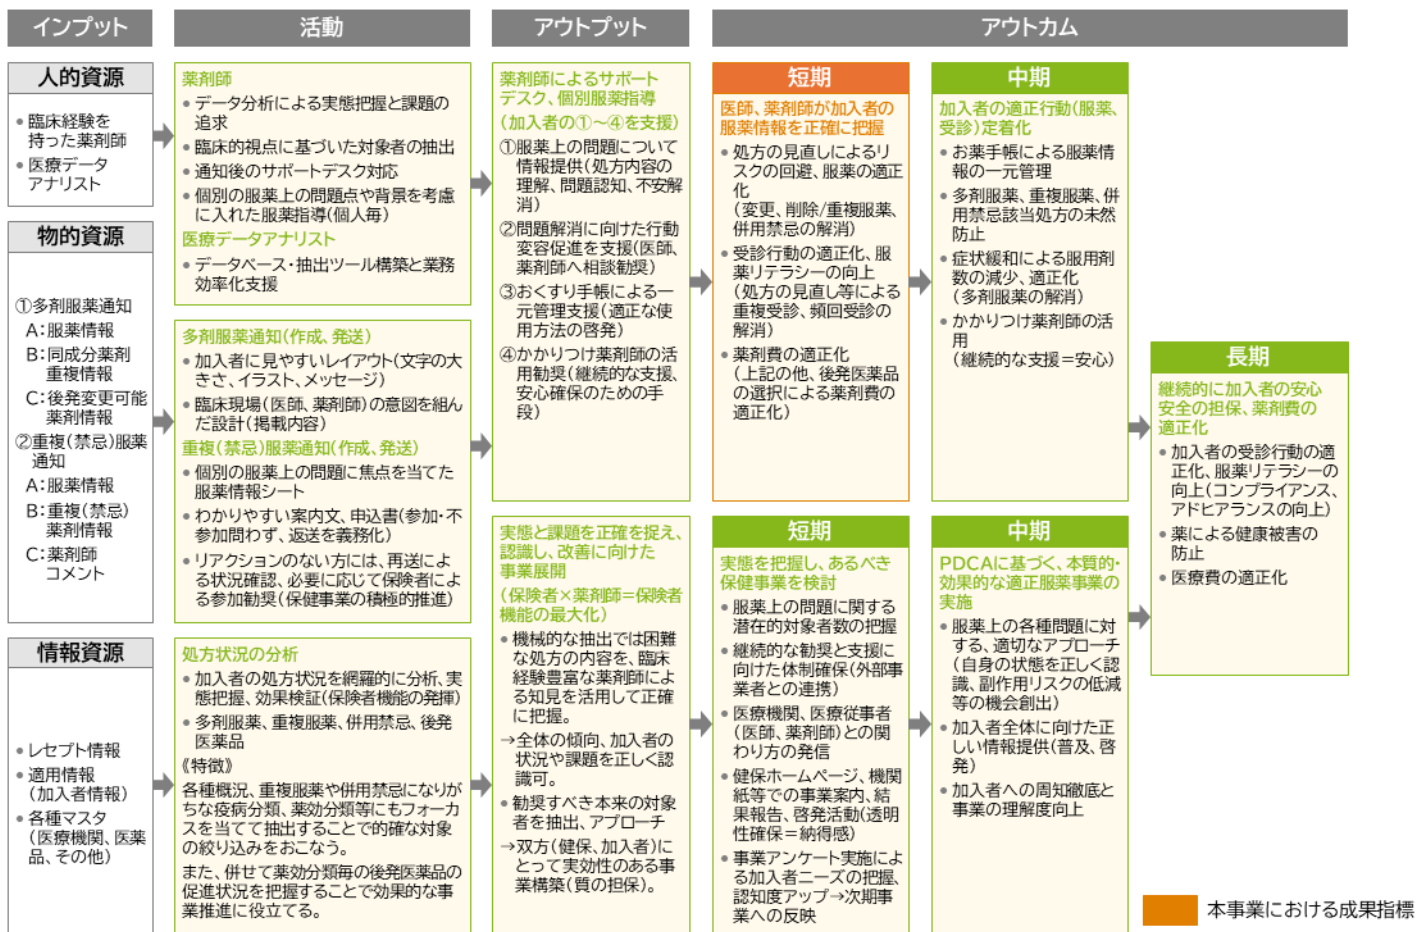 インプット
活動
アウトプット
アウトカム
人的資源
• 臨床経験を
持った薬剤師
• 医療データ
アナリスト
物的資源
①多剤服薬通知
A：服薬情報
B：同成分薬剤
重複情報
C：後発変更可能
薬剤情報
②重複(禁忌)服薬
通知
A：服薬情報
B：重複(禁忌)
薬剤情報
C：薬剤師
コメント
情報資源
• レセプト情報
• 適用情報
(加入者情報)
• 各種マスタ
(医療機関、医薬
品、その他)
薬剤師
• データ分析による実態把握と課題の
追求
• 臨床的視点に基づいた対象者の抽出
• 通知後のサポートデスク対応
• 個別の服薬上の問題点や背景を考慮
に入れた服薬指導(個人毎)
医療データアナリスト
• データベース・抽出ツール構築と業務
効率化支援
多剤服薬通知(作成、発送)
• 加入者に見やすいレイアウト(文字の大
きさ、イラスト、メッセージ)
• 臨床現場(医師、薬剤師)の意図を組ん
だ設計(掲載内容)
重複(禁忌)服薬通知(作成、発送)
• 個別の服薬上の問題に焦点を当てた
服薬情報シート
• わかりやすい案内文、申込書(参加・不
参加問わず、返送を義務化)
• リアクションのない方には、再送によ
る状況確認、必要に応じて保険者によ
る参加勧奨(保健事業の積極的推進)
処方状況の分析
• 加入者の処方状況を網羅的に分析、実
態把握、効果検証(保険者機能の発揮)
• 多剤服薬、重複服薬、併用禁忌、後発
医薬品
《特徴》
各種概況、重複服薬や併用禁忌になりが
ちな疾病分類、薬効分類等にもフォーカ
スを当てて抽出することで的確な対象
の絞り込みをおこなう。
また、併せて薬効分類毎の後発医薬品の
促進状況を把握することで効果的な事
業推進に役立てる。
薬剤師によるサポート
デスク、個別服薬指導
(加入者の①～④を支援)
①服薬上の問題について
情報提供(処方内容の
理解、問題認知、不安解
消)
②問題解消に向けた行動
変容促進を支援(医師、
薬剤師へ相談勧奨)
③おくすり手帳による一
元管理支援(適正な使
用方法の啓発)
④かかりつけ薬剤師の活
用勧奨(継続的な支援、
安心確保のための手
段)
実態と課題を正確を捉え、
認識し、改善に向けた
事業展開
(保険者×薬剤師＝保険者
機能の最大化)
• 機械的な抽出では困難
な処方の内容を、臨床
経験豊富な薬剤師によ
る知見を活用して正確
に把握。
→全体の傾向、加入者の
状況や課題を正しく認
識可。
• 勧奨すべき本来の対象
者を抽出、アプローチ
→双方(健保、加入者)に
とって実効性のある事
業構築(質の担保)。
短期
医師、薬剤師が加入者の
服薬情報を正確に把握
• 処方の見直しによるリ
スクの回避、服薬の適正
化
(変更、削除/重複服薬、
併用禁忌の解消)
• 受診行動の適正化、服
薬リテラシーの向上
(処方の見直し等による
重複受診、頻回受診の
解消)
• 薬剤費の適正化
(上記の他、後発医薬品
の選択による薬剤費の
適正化)
短期
実態を把握し、あるべき
保健事業を検討
• 服薬上の問題に関する
潜在的対象者数の把握
• 継続的な勧奨と支援に
向けた体制確保(外部事
業者との連携)
• 医療機関、医療従事者
(医師、薬剤師)との関
わり方の発信
• 健保ホームページ、機関
紙等での事業案内、結
果報告、啓発活動(透明
性確保＝納得感)
• 事業アンケート実施によ
る加入者ニーズの把握、
認知度アップ→次期事
業への反映
中期
加入者の適正行動(服薬、
受診)定着化
• お薬手帳による服薬情
報の一元管理
• 多剤服薬、重複服薬、併
用禁忌該当処方の未然
防止
• 症状緩和による服用剤
数の減少、適正化
(多剤服薬の解消)
• かかりつけ薬剤師の活
用
(継続的な支援＝安心)
中期
PDCAに基づく、本質的・
効果的な適正服薬事業の
実施
• 服薬上の各種問題に対
する、適切なアプローチ
(自身の状態を正しく認
識、副作用リスクの低減
等の機会創出)
• 加入者全体に向けた正
しい情報提供(普及、啓
発)
• 加入者への周知徹底と
事業の理解度向上
長期
継続的に加入者の安心
安全の担保、薬剤費の
適正化
• 加入者の受診行動の適
正化、服薬リテラシーの
向上(コンプライアンス、
アドヒアランスの向上)
• 薬による健康被害の
防止
• 医療費の適正化
本事業における成果指標